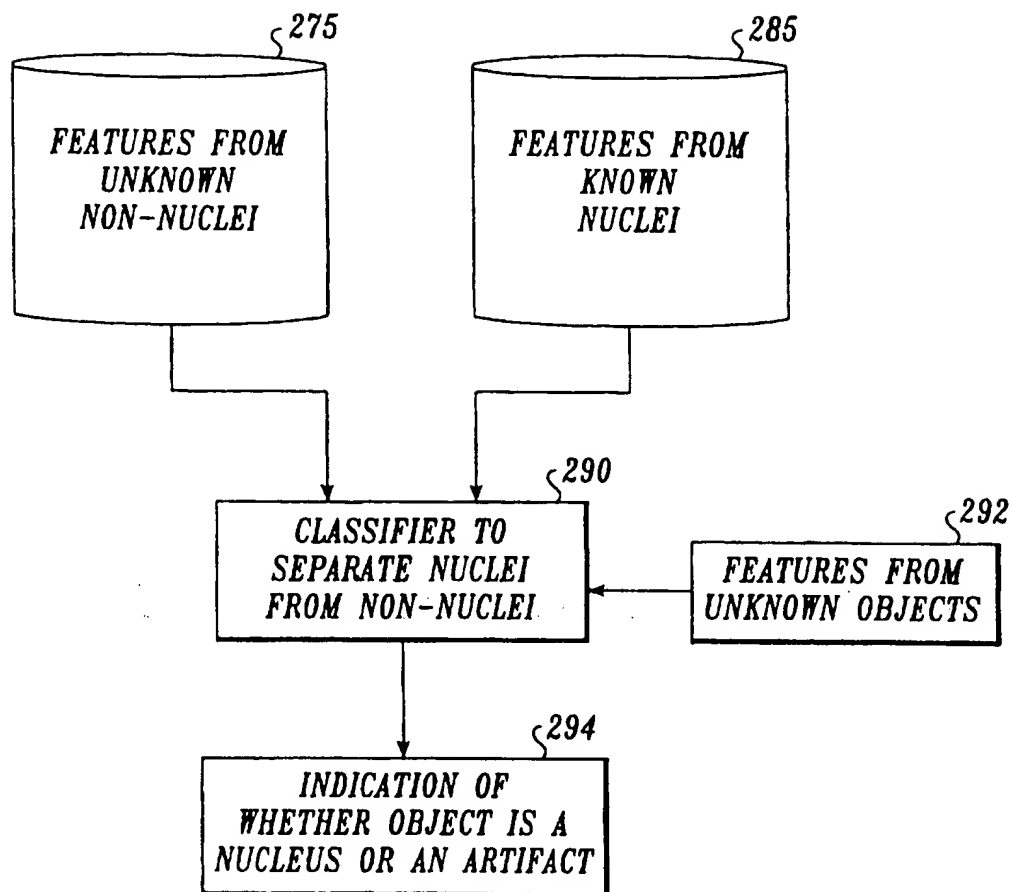 275
285
FEATURES FROM
UNKNOWN
NON-NUCLEI
FEATURES FROM
KNOWN
NUCLEI
290
CLASSIFIER TO
SEPARATE NUCLEI
FROM NON-NUCLEI
292
FEATURES FROM
UNKNOWN OBJECTS
294
INDICATION OF
WHETHER OBJECT IS A
NUCLEUS OR AN ARTIFACT